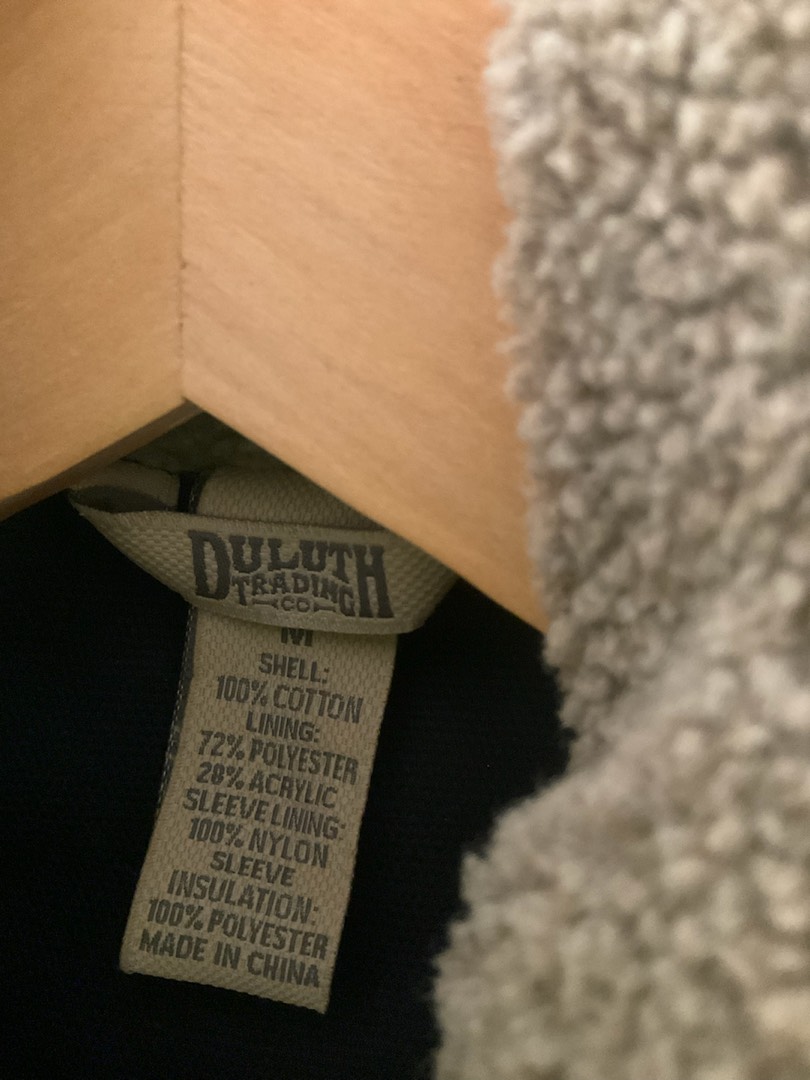 DULUTH
TRADING
CO
M
SHELL:
100% COTTON
LINING:
72% POLYESTER
28% ACRYLIC
SLEEVE LINING:
100% NYLON
SLEEVE
INSULATION:
100% POLYESTER
MADE IN CHINA